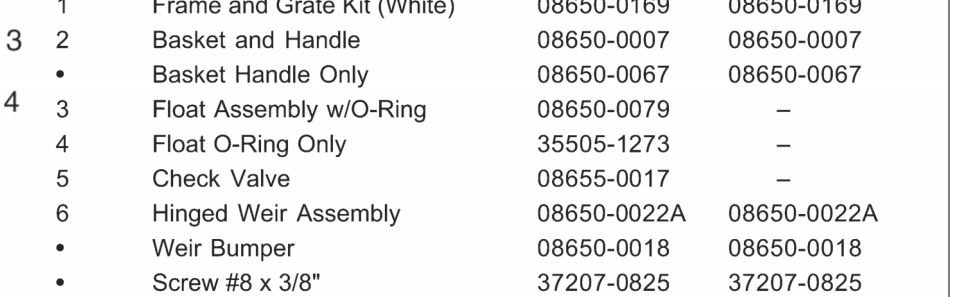 1 Frame and Grate Kit (White) 08650-0169 08650-0169
3 2 Basket and Handle 08650-0007 08650-0007
• Basket Handle Only 08650-0067 08650-0067
4 3 Float Assembly w/O-Ring 08650-0079 –
4 Float O-Ring Only 35505-1273 –
5 Check Valve 08655-0017 –
6 Hinged Weir Assembly 08650-0022A 08650-0022A
• Weir Bumper 08650-0018 08650-0018
• Screw #8 x 3/8" 37207-0825 37207-0825